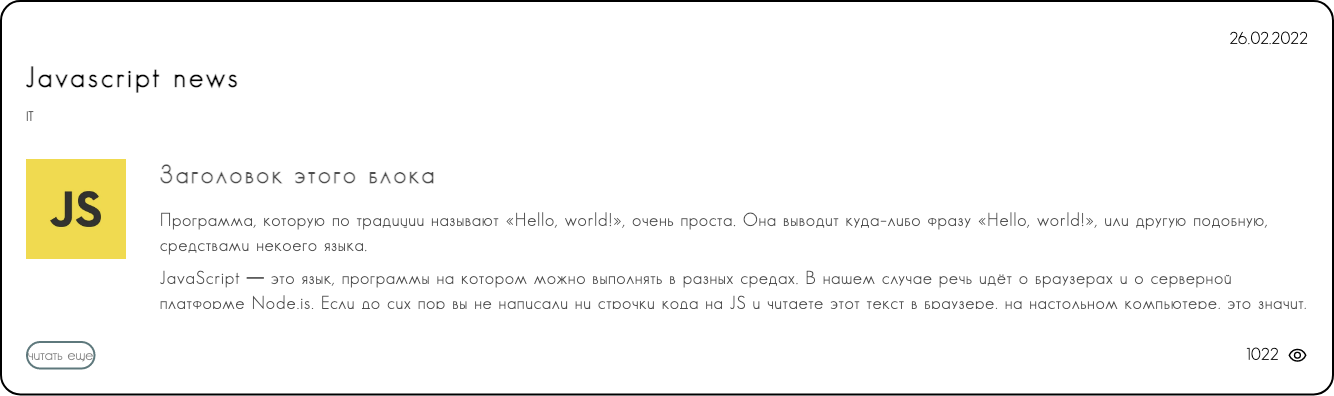 26.02.2022
Javascript news
IT
JS
Заголовок этого блока
Программа, которую по традиции называют «Hello, world!», очень проста. Она выводит куда-либо фразу «Hello, world!», или другую подобную,
средствами некоего языка.
JavaScript — это язык, программы на котором можно выполнять в разных средах. В нашем случае речь идёт о браузерах и о серверной
платформе Node.js. Если до сих пор вы не написали ни строчки кода на JS и читаете этот текст в браузере, на настольном компьютере, это значит,
читать еще
1022